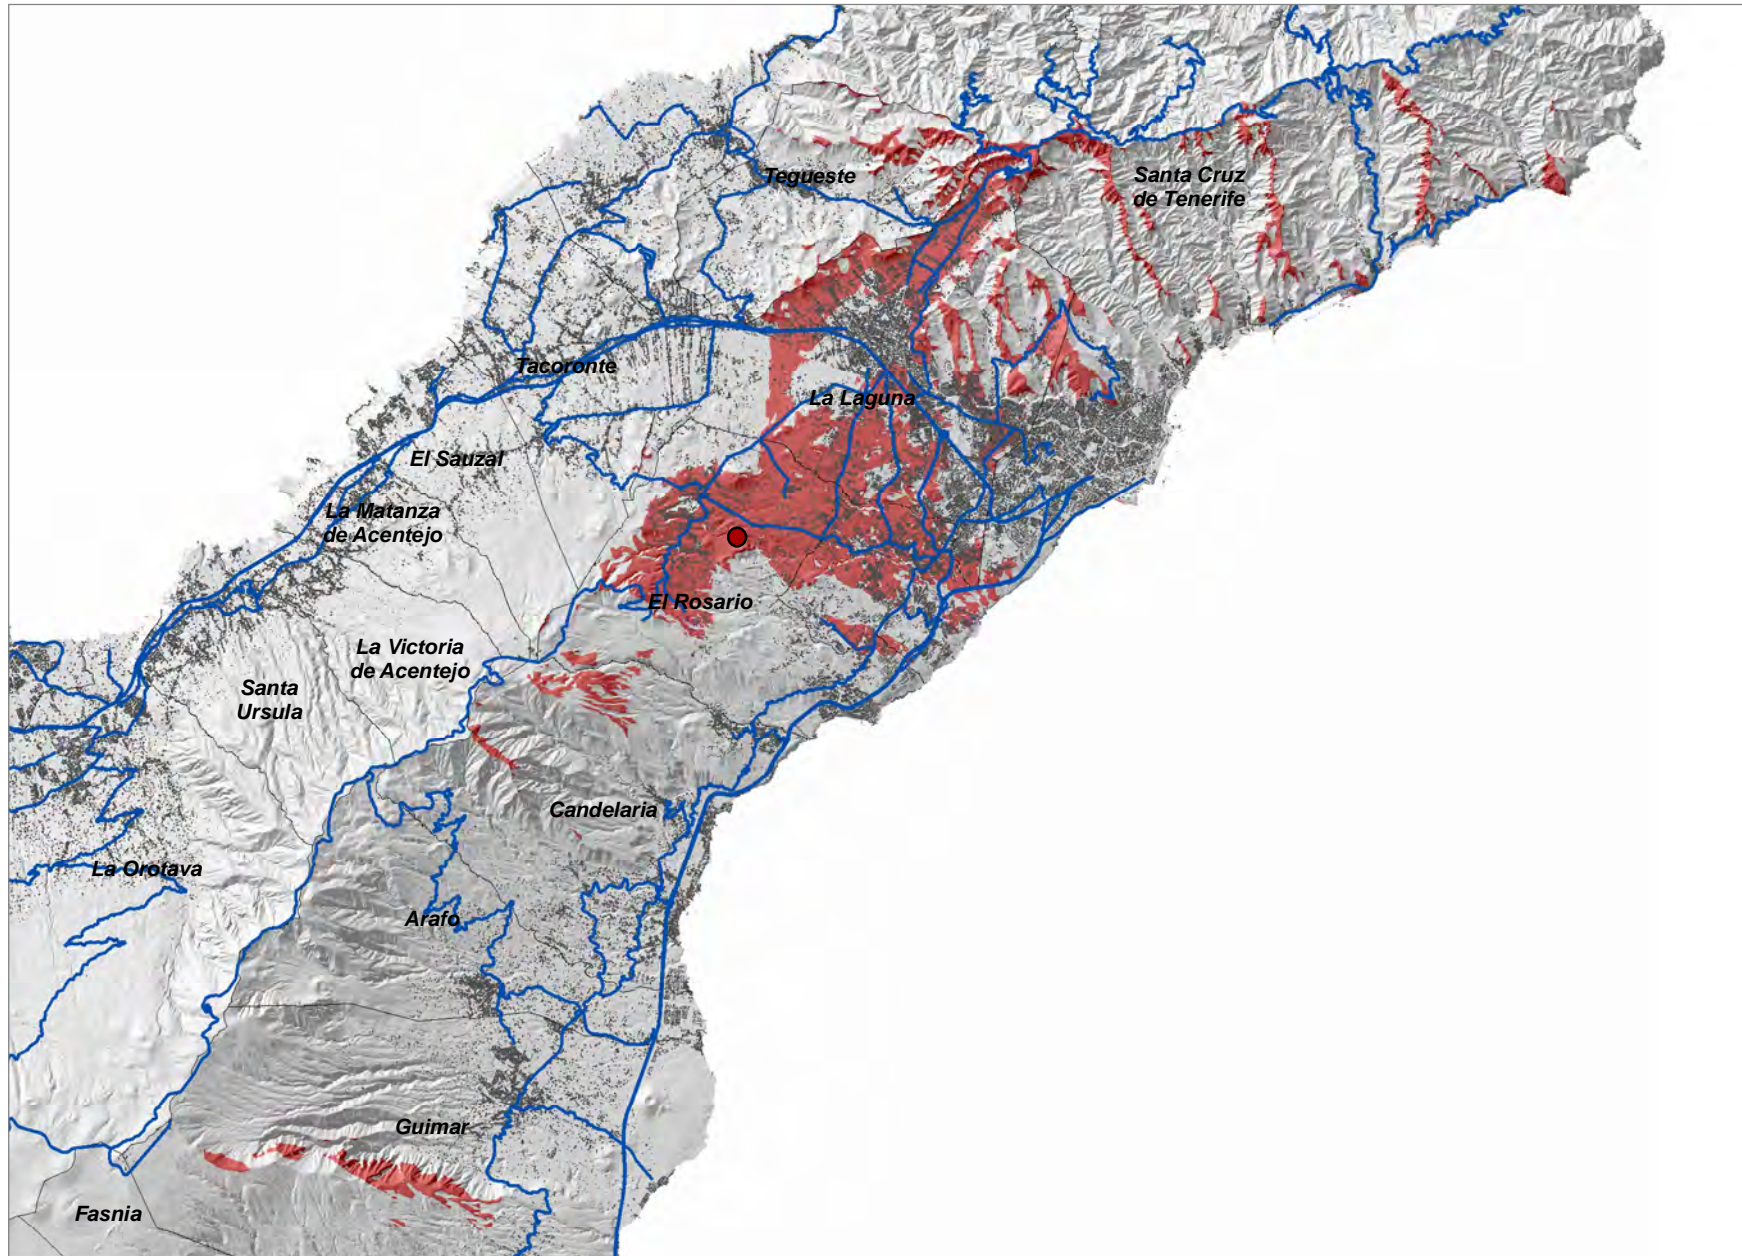 Tegueste
Santa Cruz
de Tenerife
Tacoronte
La Laguna
El Sauzal
La Matanza
de Acentejo
El Rosario
La Victoria
de Acentejo
Santa
Ursula
Candelaria
La Orotava
Arafo
Guimar
Fasnia